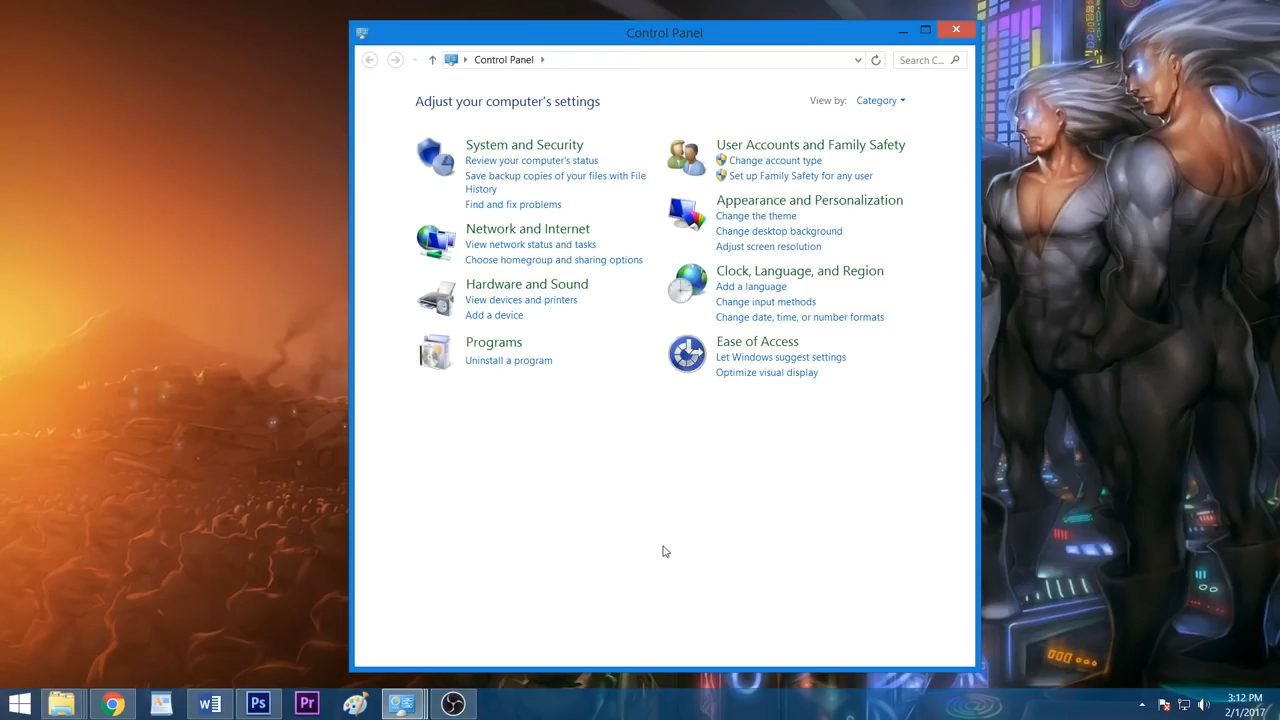 Control Panel
Control Panel
Search C...
Adjust your computer's settings
View by: Category
System and Security
Review your computer's status
Save backup copies of your files with File
History
Find and fix problems
Network and Internet
View network status and tasks
Choose homegroup and sharing options
Hardware and Sound
View devices and printers
Add a device
Programs
Uninstall a program
User Accounts and Family Safety
Change account type
Set up Family Safety for any user
Appearance and Personalization
Change the theme
Change desktop background
Adjust screen resolution
Clock, Language, and Region
Add a language
Change input methods
Change date, time, or number formats
Ease of Access
Let Windows suggest settings
Optimize visual display
W
Ps
Pr
3:12 PM
2/1/2017